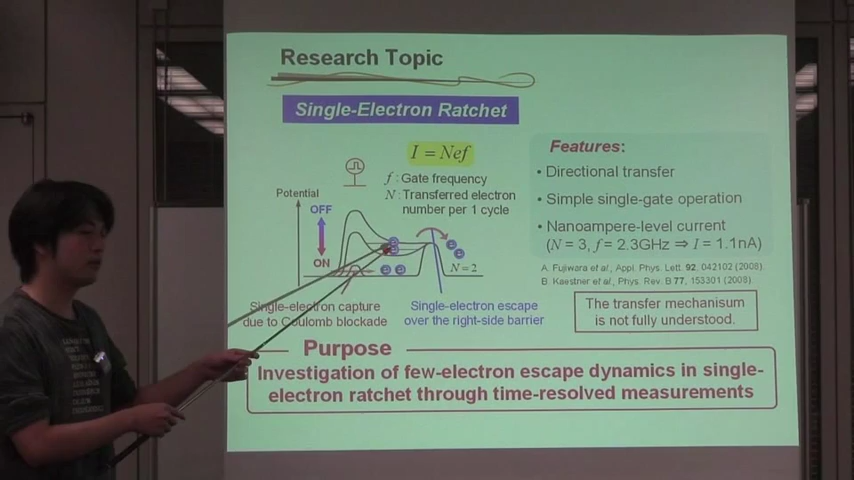 Research Topic
Single-Electron Ratchet
I = Nef
f : Gate frequency
N : Transferred electron
number per 1 cycle
Potential
OFF
ON
N = 2
Single-electron capture
due to Coulomb blockade
Single-electron escape
over the right-side barrier
Features:
• Directional transfer
• Simple single-gate operation
• Nanoampere-level current
(N = 3, f = 2.3GHz ⇒ I = 1.1nA)
A. Fujiwara et al., Appl. Phys. Lett. 92, 042102 (2008).
B. Kaestner et al., Phys. Rev. B 77, 153301 (2008).
The transfer mechanisum
is not fully understood.
Purpose
Investigation of few-electron escape dynamics in single-
electron ratchet through time-resolved measurements